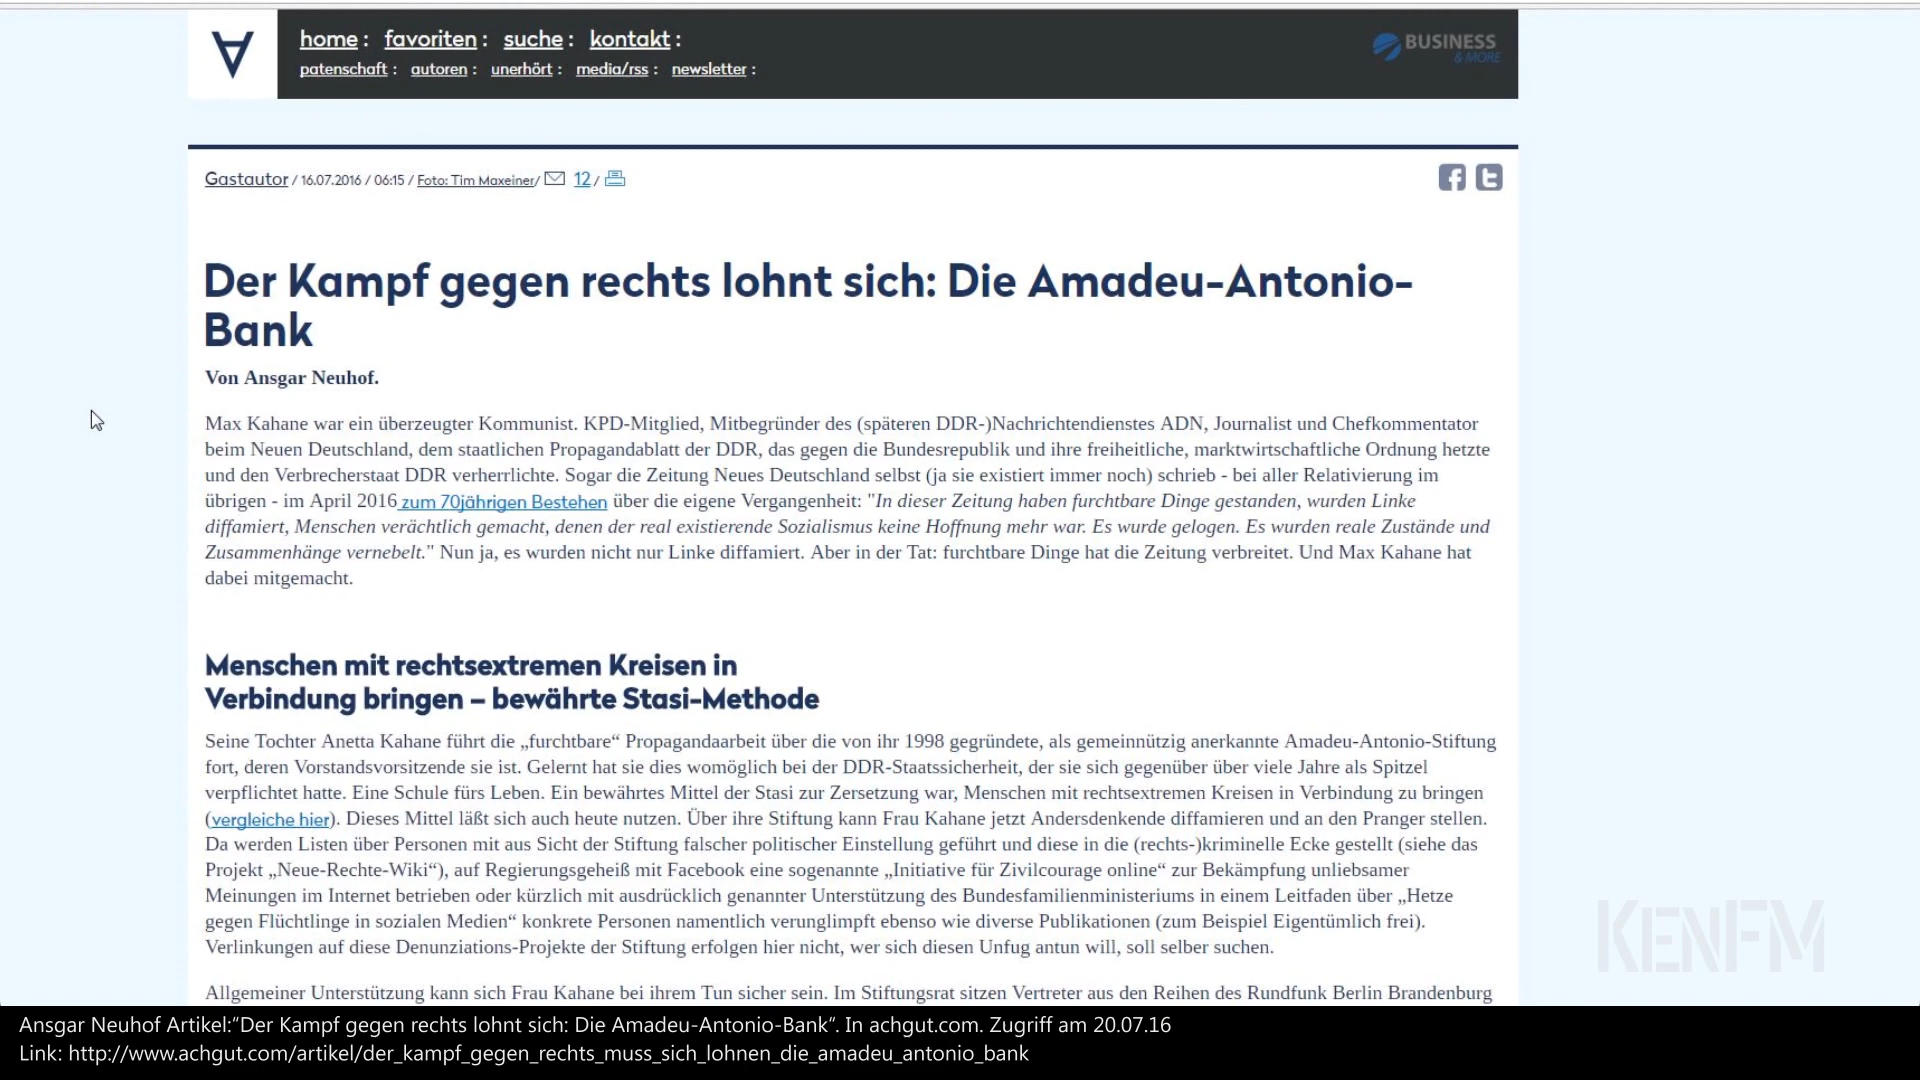 home : favoriten : suche : kontakt :
patenschaft : autoren : unerhört : media/rss : newsletter :
BUSINESS
& MORE
Gastautor / 16.07.2016 / 06:15 / Foto: Tim Maxeiner/ 12 /
Der Kampf gegen rechts lohnt sich: Die Amadeu-Antonio-
Bank
Von Ansgar Neuhof.
Max Kahane war ein überzeugter Kommunist. KPD-Mitglied, Mitbegründer des (späteren DDR-)Nachrichtendienstes ADN, Journalist und Chefkommentator
beim Neuen Deutschland, dem staatlichen Propagandablatt der DDR, das gegen die Bundesrepublik und ihre freiheitliche, marktwirtschaftliche Ordnung hetzte
und den Verbrecherstaat DDR verherrlichte. Sogar die Zeitung Neues Deutschland selbst (ja sie existiert immer noch) schrieb - bei aller Relativierung im
übrigen - im April 2016 zum 70jährigen Bestehen über die eigene Vergangenheit: "In dieser Zeitung haben furchtbare Dinge gestanden, wurden Linke
diffamiert, Menschen verächtlich gemacht, denen der real existierende Sozialismus keine Hoffnung mehr war. Es wurde gelogen. Es wurden reale Zustände und
Zusammenhänge vernebelt." Nun ja, es wurden nicht nur Linke diffamiert. Aber in der Tat: furchtbare Dinge hat die Zeitung verbreitet. Und Max Kahane hat
dabei mitgemacht.
Menschen mit rechtsextremen Kreisen in
Verbindung bringen – bewährte Stasi-Methode
Seine Tochter Anetta Kahane führt die „furchtbare“ Propagandaarbeit über die von ihr 1998 gegründete, als gemeinnützig anerkannte Amadeu-Antonio-Stiftung
fort, deren Vorstandsvorsitzende sie ist. Gelernt hat sie dies womöglich bei der DDR-Staatssicherheit, der sie sich gegenüber über viele Jahre als Spitzel
verpflichtet hatte. Eine Schule fürs Leben. Ein bewährtes Mittel der Stasi zur Zersetzung war, Menschen mit rechtsextremen Kreisen in Verbindung zu bringen
(vergleiche hier). Dieses Mittel läßt sich auch heute nutzen. Über ihre Stiftung kann Frau Kahane jetzt Andersdenkende diffamieren und an den Pranger stellen.
Da werden Listen über Personen mit aus Sicht der Stiftung falscher politischer Einstellung geführt und diese in die (rechts-)kriminelle Ecke gestellt (siehe das
Projekt „Neue-Rechte-Wiki“), auf Regierungsgeheiß mit Facebook eine sogenannte „Initiative für Zivilcourage online“ zur Bekämpfung unliebsamer
Meinungen im Internet betrieben oder kürzlich mit ausdrücklich genannter Unterstützung des Bundesfamilienministeriums in einem Leitfaden über „Hetze
gegen Flüchtlinge in sozialen Medien“ konkrete Personen namentlich verunglimpft ebenso wie diverse Publikationen (zum Beispiel Eigentümlich frei).
Verlinkungen auf diese Denunziations-Projekte der Stiftung erfolgen hier nicht, wer sich diesen Unfug antun will, soll selber suchen.
KENFM
Allgemeiner Unterstützung kann sich Frau Kahane bei ihrem Tun sicher sein. Im Stiftungsrat sitzen Vertreter aus den Reihen des Rundfunk Berlin Brandenburg
Ansgar Neuhof Artikel:“Der Kampf gegen rechts lohnt sich: Die Amadeu-Antonio-Bank“. In achgut.com. Zugriff am 20.07.16
Link: http://www.achgut.com/artikel/der_kampf_gegen_rechts_muss_sich_lohnen_die_amadeu_antonio_bank